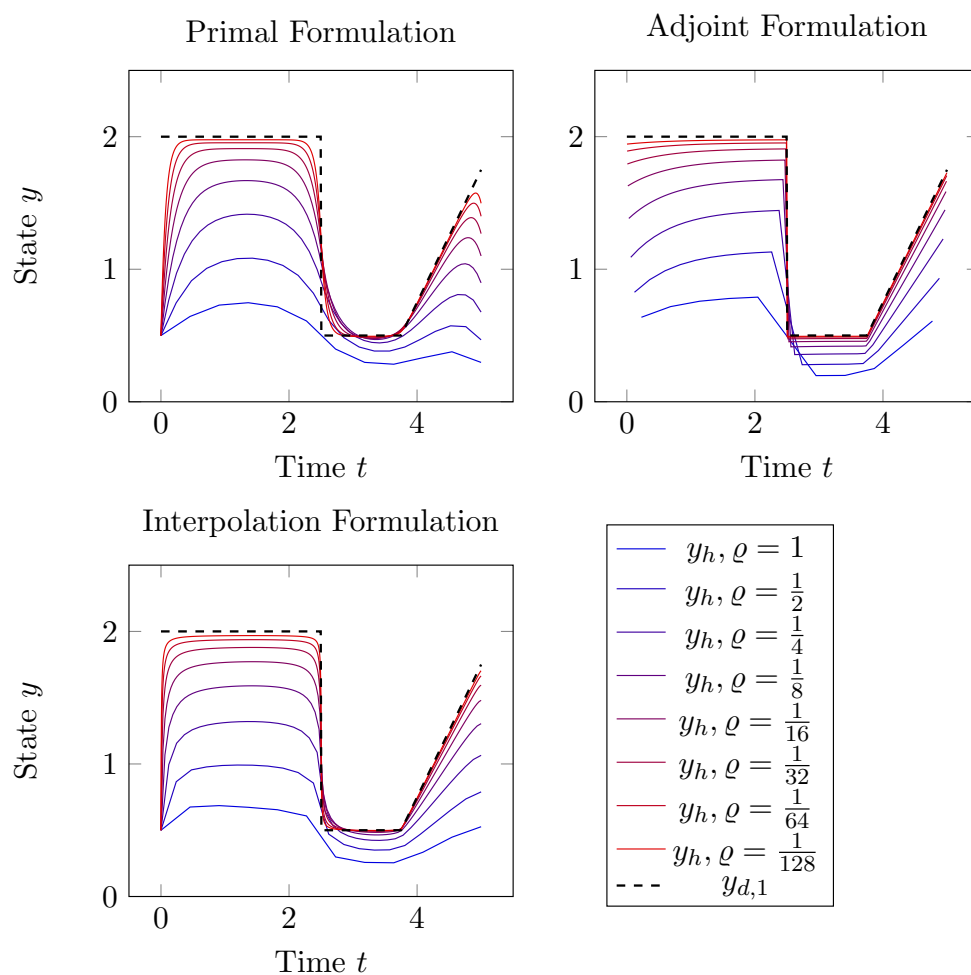 Primal Formulation
Adjoint Formulation
State y
2
1
0
0
2
4
Time t
2
1
0
0
2
4
Time t
Interpolation Formulation
State y
2
1
0
0
2
4
Time t
y_h, ϱ = 1
y_h, ϱ = 1/2
y_h, ϱ = 1/4
y_h, ϱ = 1/8
y_h, ϱ = 1/16
y_h, ϱ = 1/32
y_h, ϱ = 1/64
y_h, ϱ = 1/128
y_{d,1}